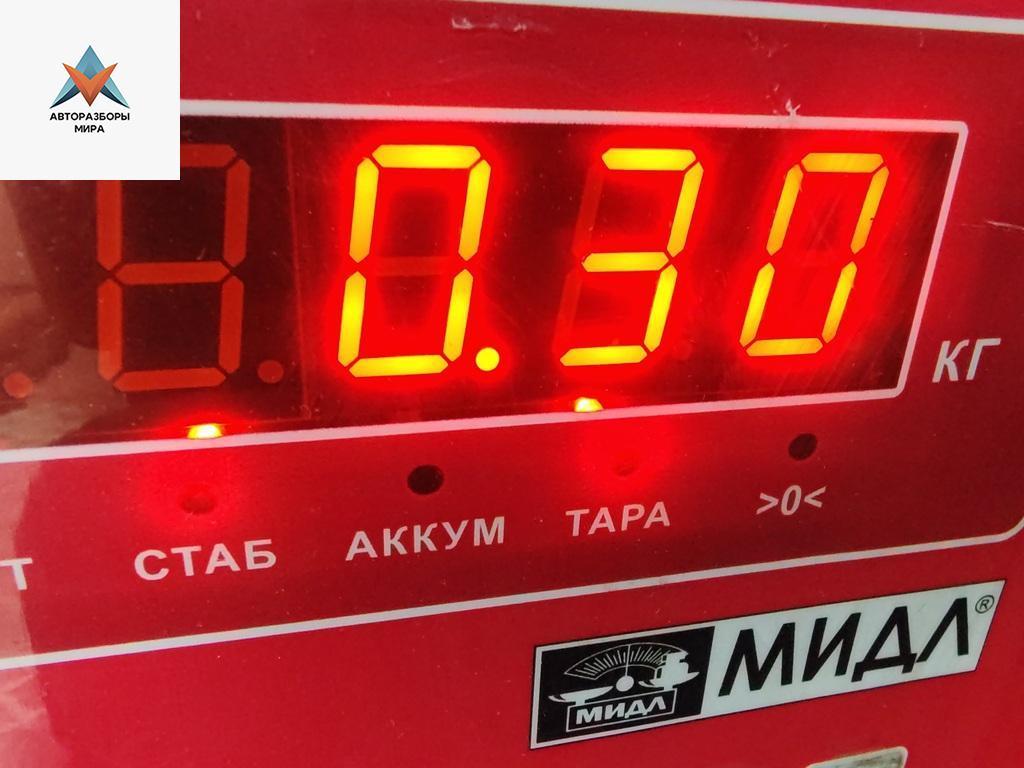 АВТОРАЗБОРЫ
МИРА
0.30
КГ
Т
СТАБ
АККУМ
ТАРА
>0<
МИДЛ®
МИДЛ